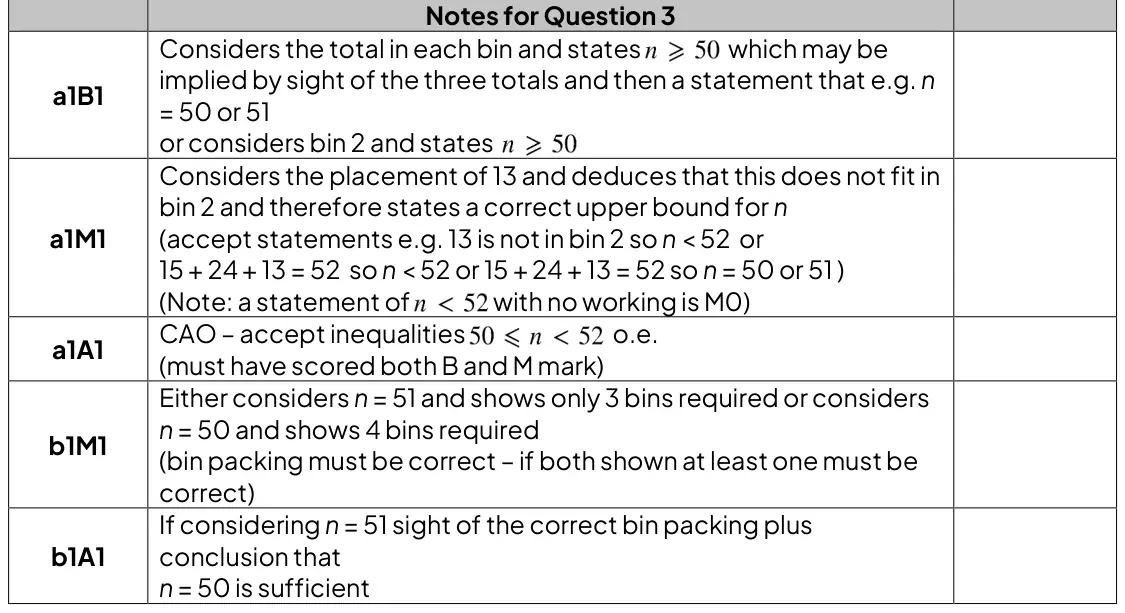 Notes for Question 3
a1B1
Considers the total in each bin and states n ⩾ 50 which may be
implied by sight of the three totals and then a statement that e.g. n
= 50 or 51
or considers bin 2 and states n ⩾ 50
a1M1
Considers the placement of 13 and deduces that this does not fit in
bin 2 and therefore states a correct upper bound for n
(accept statements e.g. 13 is not in bin 2 so n < 52 or
15 + 24 + 13 = 52 so n < 52 or 15 + 24 + 13 = 52 so n = 50 or 51 )
(Note: a statement of n < 52 with no working is M0)
a1A1
CAO – accept inequalities 50 ⩽ n < 52 o.e.
(must have scored both B and M mark)
b1M1
Either considers n = 51 and shows only 3 bins required or considers
n = 50 and shows 4 bins required
(bin packing must be correct – if both shown at least one must be
correct)
b1A1
If considering n = 51 sight of the correct bin packing plus
conclusion that
n = 50 is sufficient